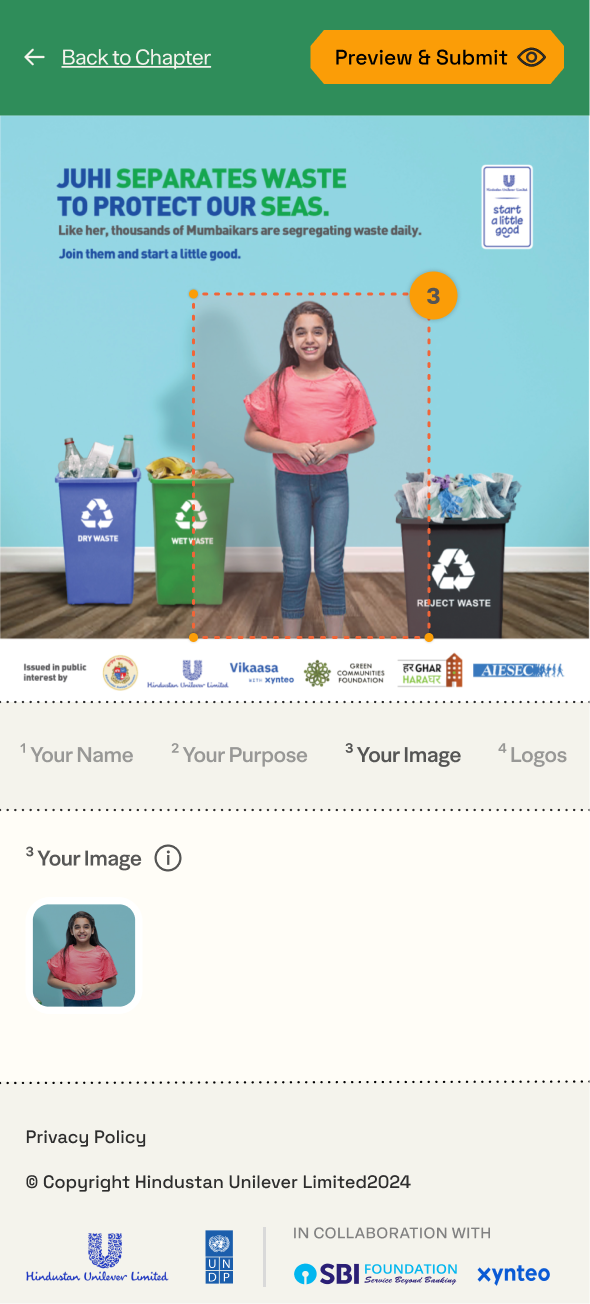 Back to Chapter
Preview & Submit
JUHI SEPARATES WASTE
TO PROTECT OUR SEAS.
Like her, thousands of Mumbaikars are segregating waste daily.
Join them and start a little good.
Hindustan Unilever Limited
start
a little
good
3
DRY WASTE
WET WASTE
REJECT WASTE
Issued in public
interest by
Hindustan Unilever Limited
Vikaasa
WITH xynteo
GREEN
COMMUNITIES
FOUNDATION
हर GHAR
HARAघर
AIESEC
1 Your Name
2 Your Purpose
3 Your Image
4 Logos
3 Your Image
i
Privacy Policy
© Copyright Hindustan Unilever Limited2024
Hindustan Unilever Limited
U N
D P
IN COLLABORATION WITH
SBI FOUNDATION
Service Beyond Banking
xynteo